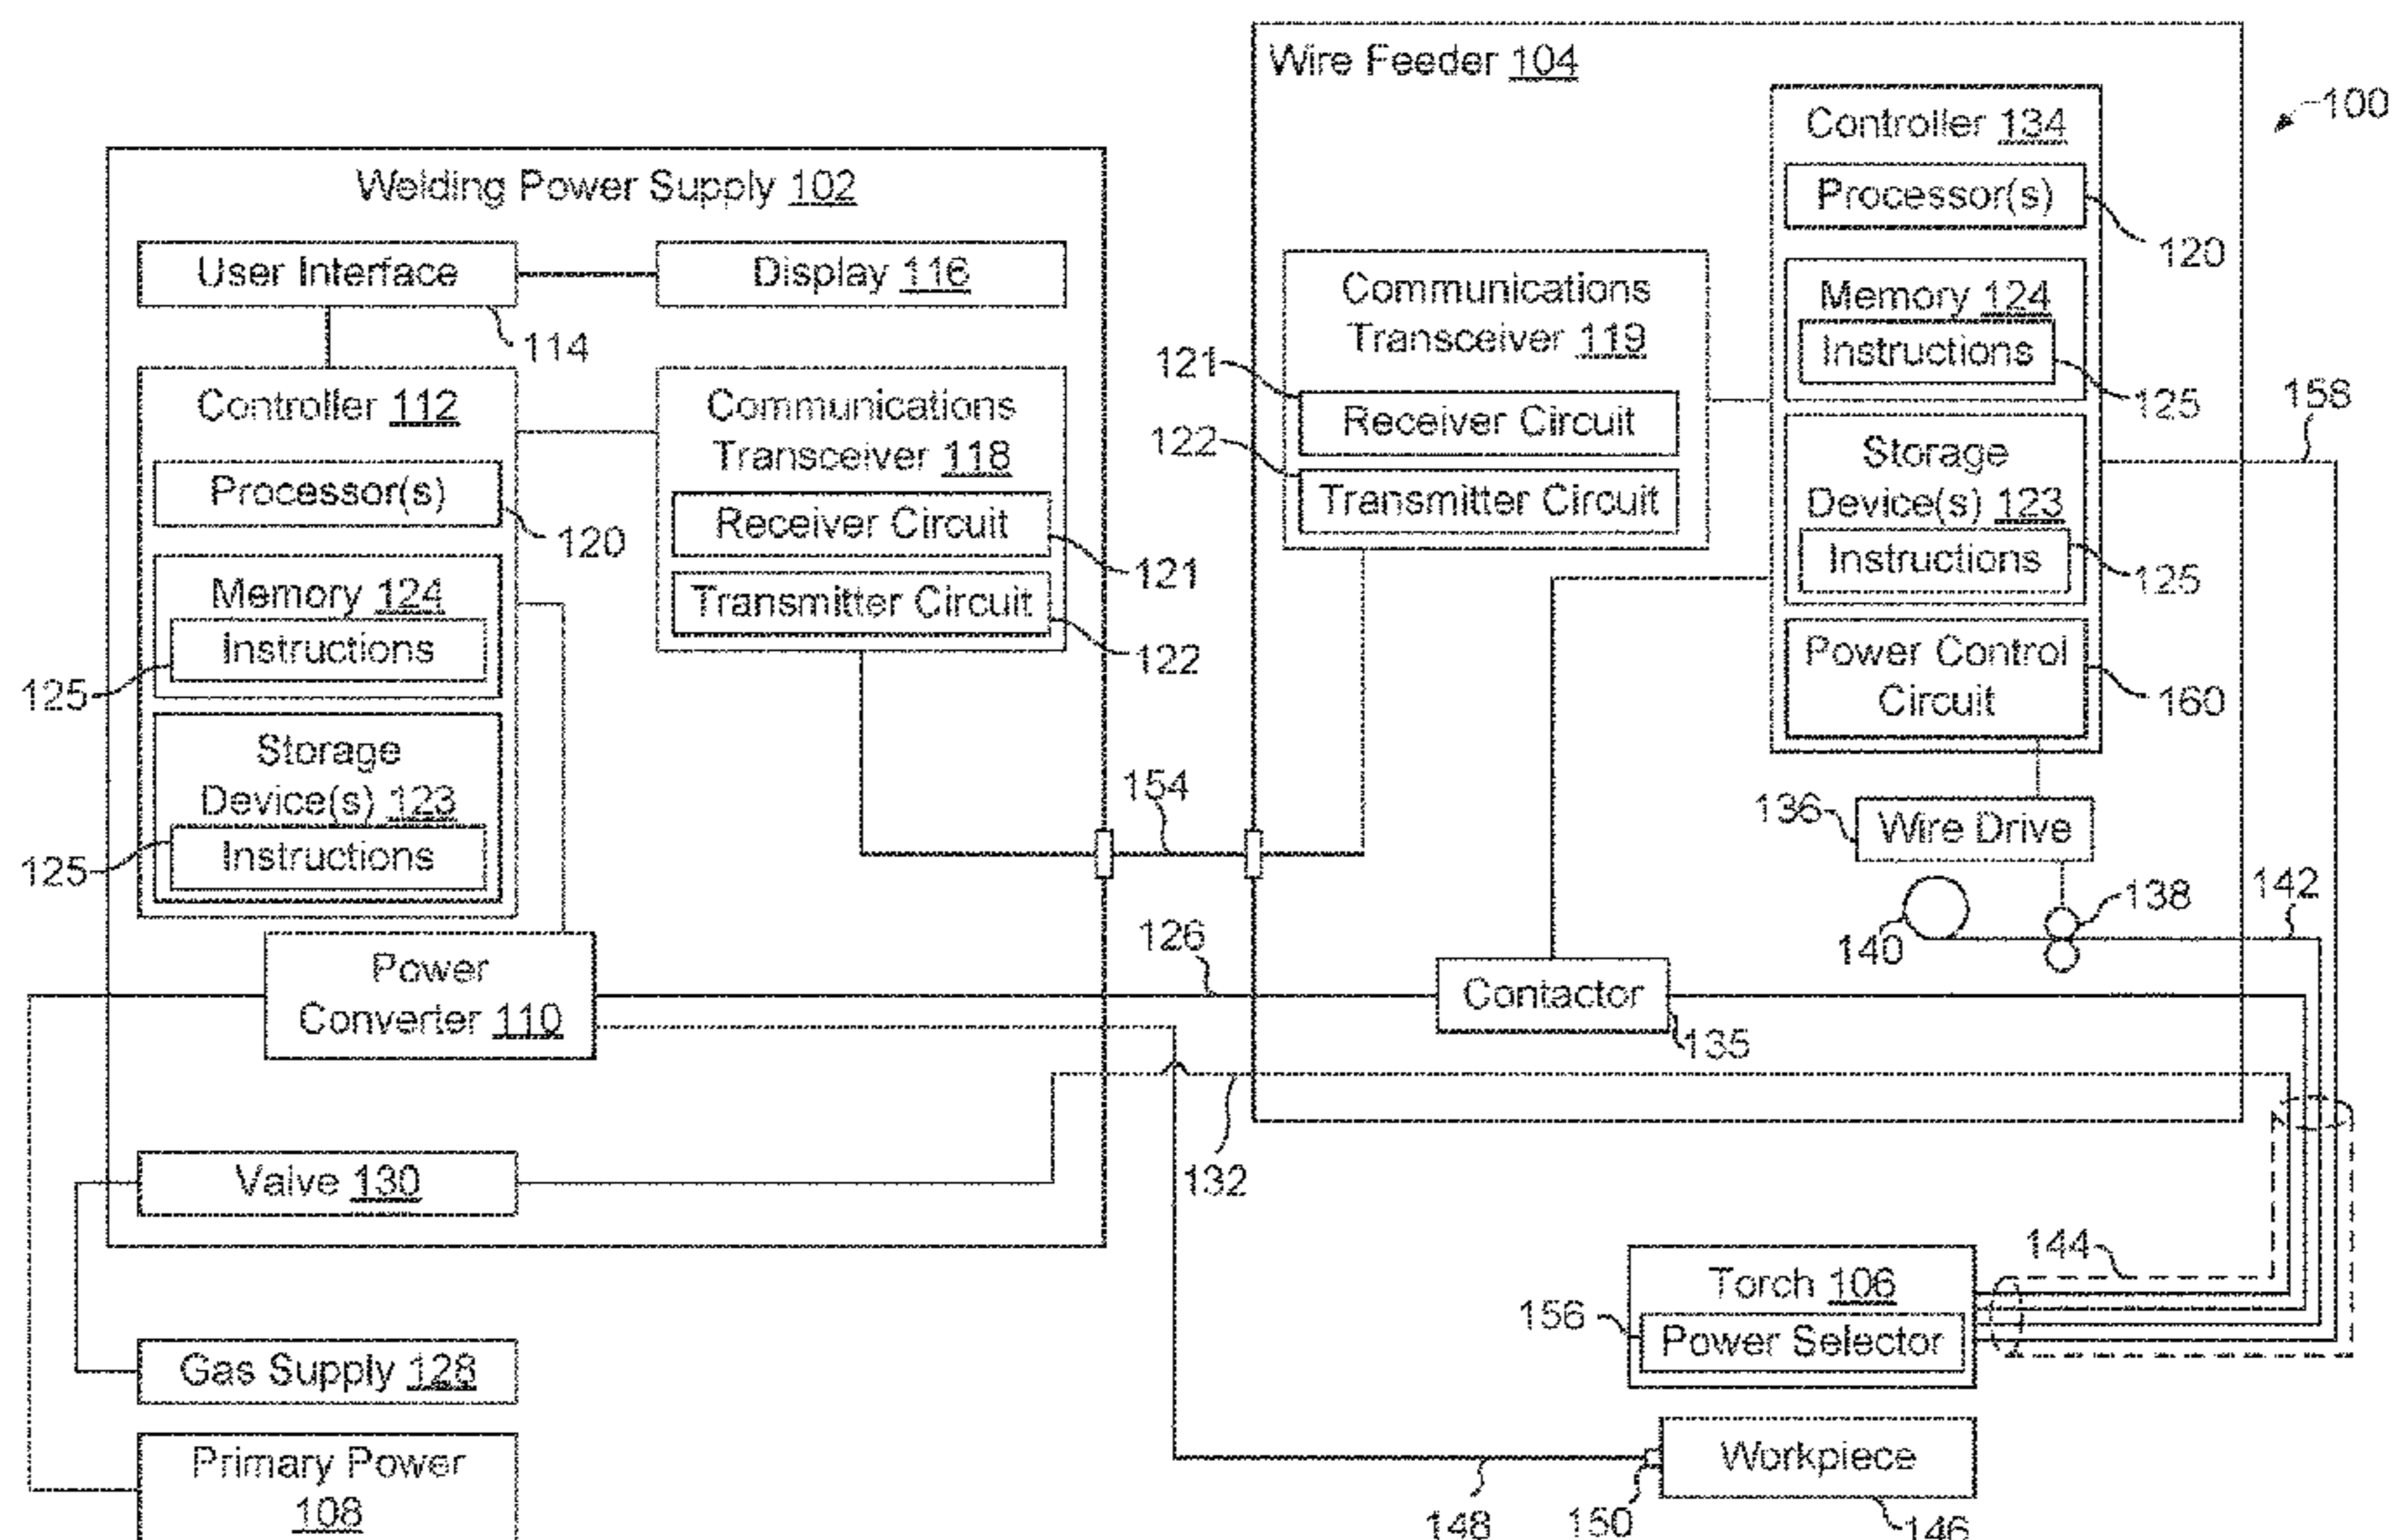 Wire Feeder 104
100
Controller 134
Processor(s)
120
Memory 124
Instructions
125
Storage
Device(s) 123
Instructions
125
Power Control
Circuit
160
158
Communications
Transceiver 119
121
Receiver Circuit
122
Transmitter Circuit
Welding Power Supply 102
User Interface
114
Display 116
Controller 112
Processor(s)
120
Memory 124
Instructions
125
Storage
Device(s) 123
Instructions
125
Communications
Transceiver 118
Receiver Circuit
121
Transmitter Circuit
122
154
136
Wire Drive
138
140
142
126
Power
Converter 110
Contactor
135
132
Valve 130
144
Torch 106
156
Power Selector
Gas Supply 128
Primary Power
108
Workpiece
148
150
146